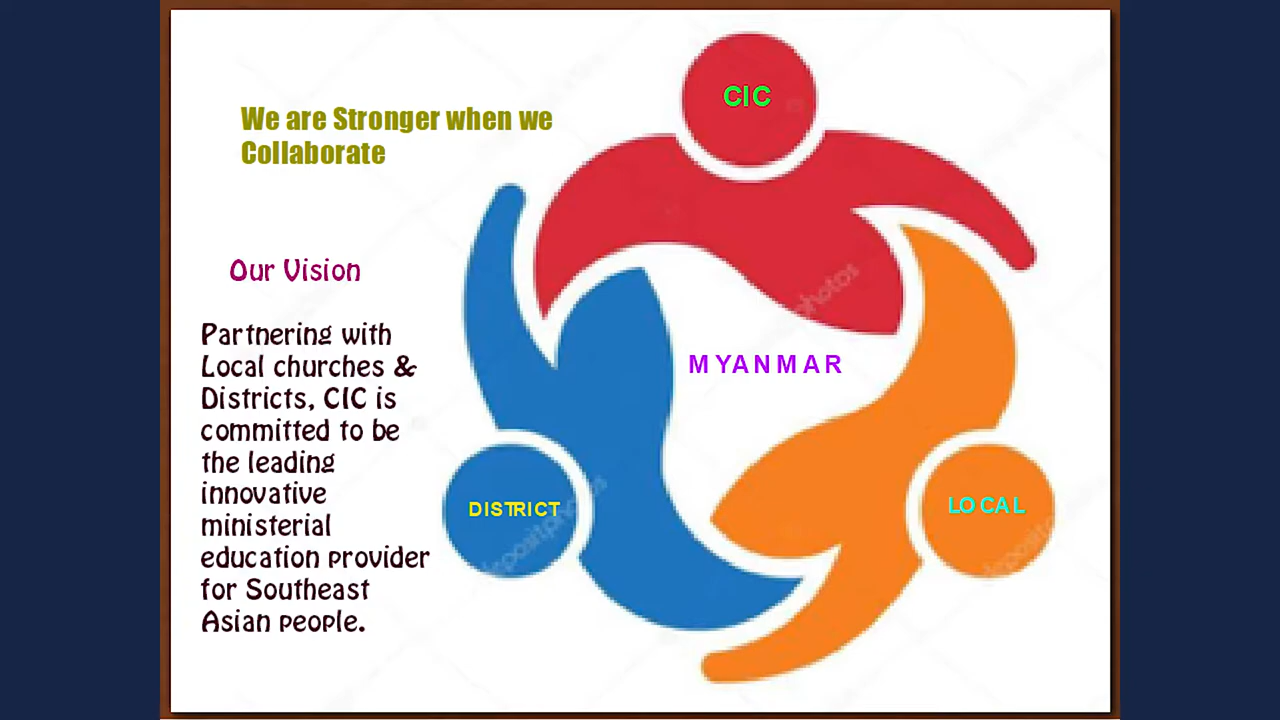 CIC
We are Stronger when we
Collaborate
Our Vision
Partnering with
Local churches &
Districts, CIC is
committed to be
the leading
innovative
ministerial
education provider
for Southeast
Asian people.
MYANMAR
DISTRICT
LOCAL
depositphotos